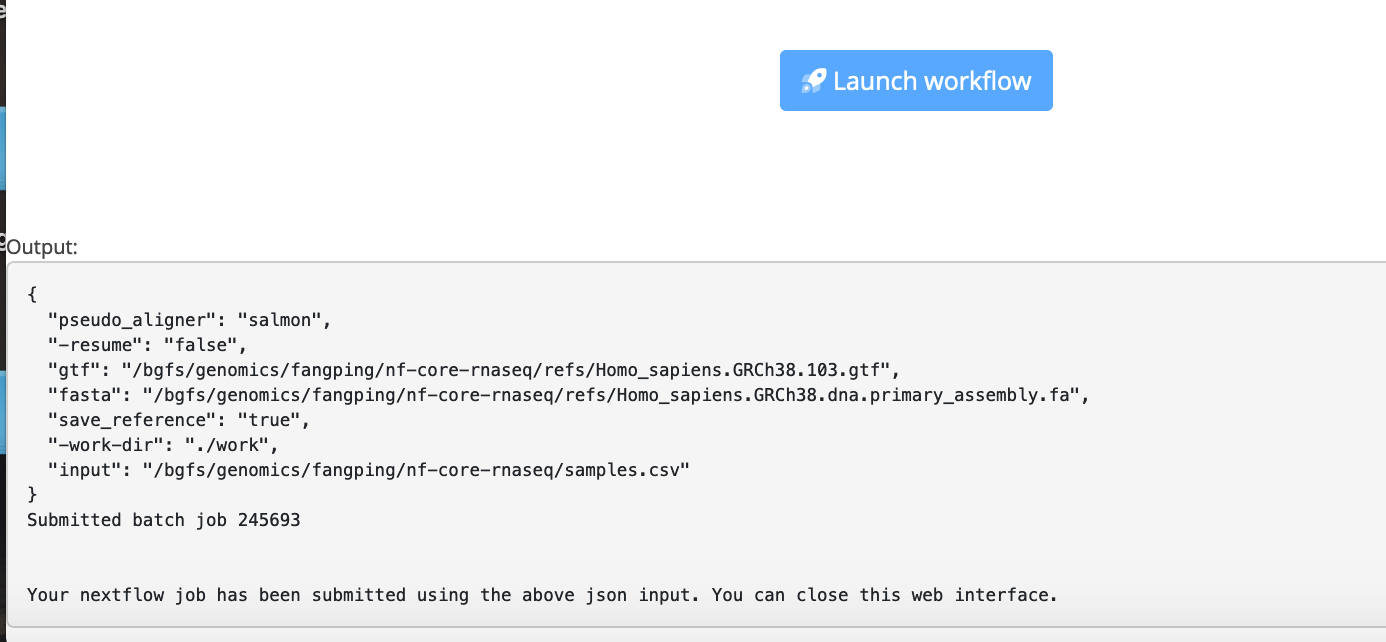 Launch workflow
Output:
{
"pseudo_aligner": "salmon",
"-resume": "false",
"gtf": "/bgfs/genomics/fangping/nf-core-rnaseq/refs/Homo_sapiens.GRCh38.103.gtf",
"fasta": "/bgfs/genomics/fangping/nf-core-rnaseq/refs/Homo_sapiens.GRCh38.dna.primary_assembly.fa",
"save_reference": "true",
"-work-dir": "./work",
"input": "/bgfs/genomics/fangping/nf-core-rnaseq/samples.csv"
}
Submitted batch job 245693
Your nextflow job has been submitted using the above json input. You can close this web interface.